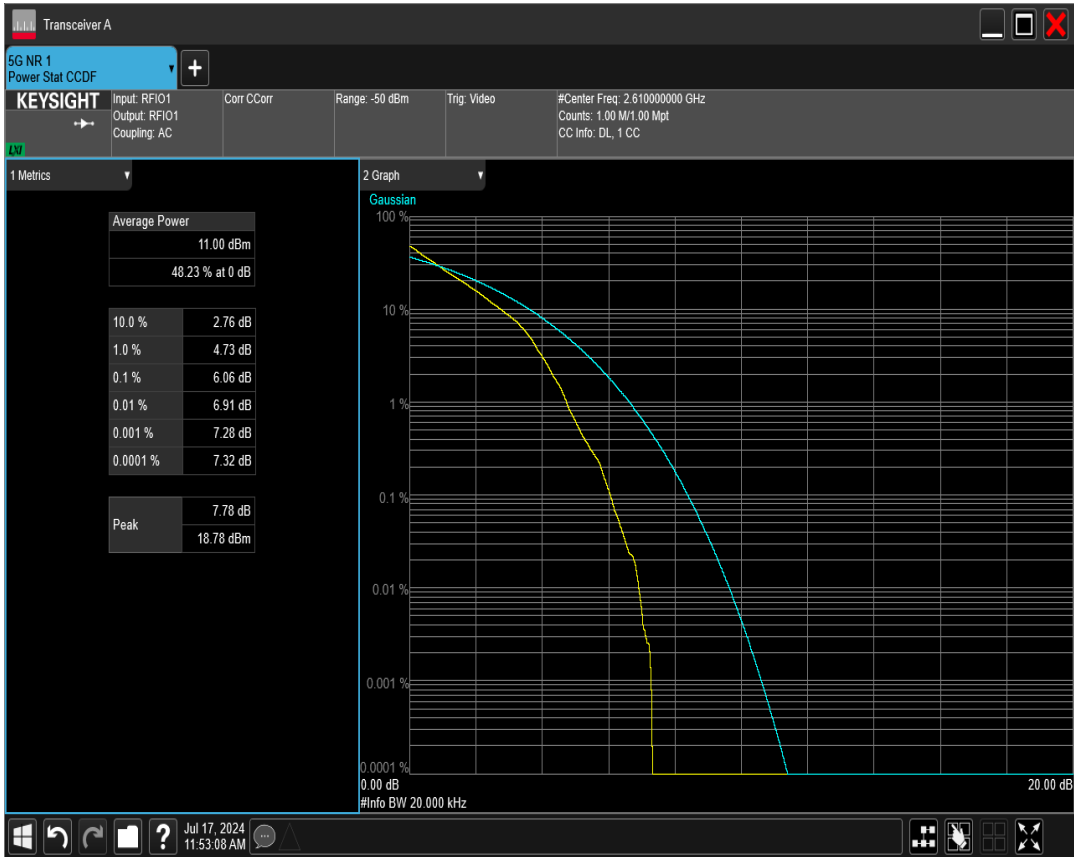 Transceiver A
5G NR 1
Power Stat CCDF
KEYSIGHT
LXI
Input: RFIO1
Output: RFIO1
Coupling: AC
Corr CCorr
Range: -50 dBm
Trig: Video
#Center Freq: 2.610000000 GHz
Counts: 1.00 M/1.00 Mpt
CC Info: DL, 1 CC
1 Metrics
Average Power
11.00 dBm
48.23 % at 0 dB
10.0 % 2.76 dB
1.0 % 4.73 dB
0.1 % 6.06 dB
0.01 % 6.91 dB
0.001 % 7.28 dB
0.0001 % 7.32 dB
Peak 7.78 dB
18.78 dBm
2 Graph
Gaussian
100 %
10 %
1 %
0.1 %
0.01 %
0.001 %
0.0001 %
0.00 dB 20.00 dB
#Info BW 20.000 kHz
Jul 17, 2024
11:53:08 AM